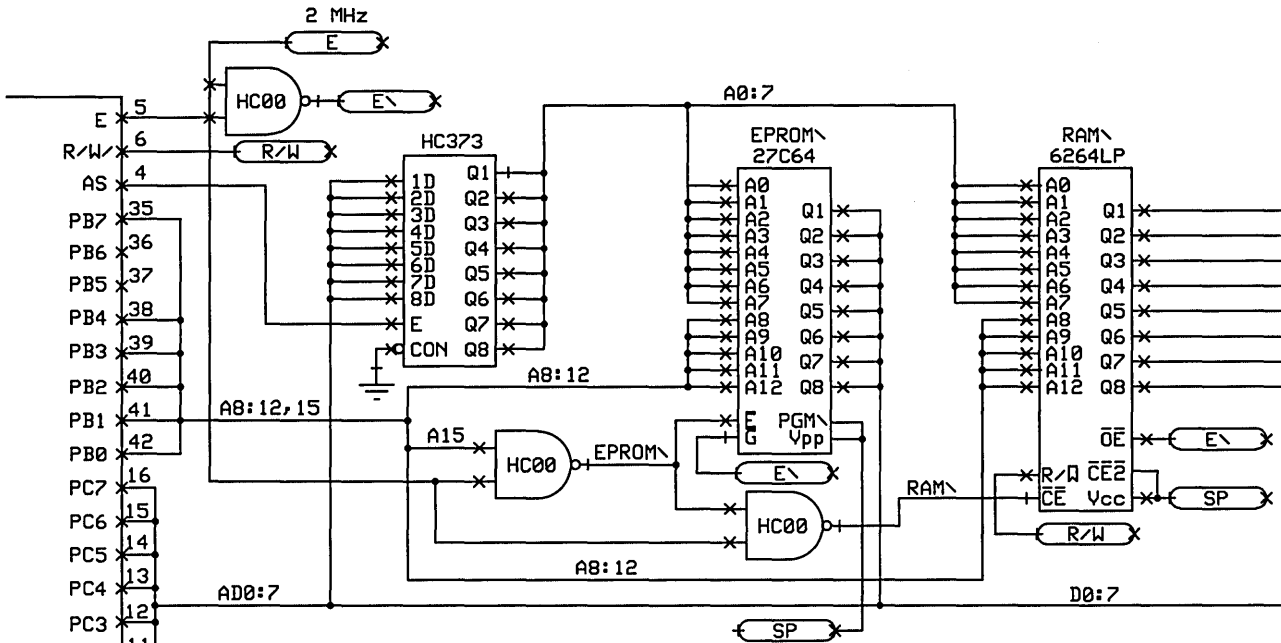 2 MHz
E
HC00
E\
E 5
R/W/ 6
R/W
AS 4
PB7 35
PB6 36
PB5 37
PB4 38
PB3 39
PB2 40
PB1 41
PB0 42
PC7 16
PC6 15
PC5 14
PC4 13
PC3 12
11
HC373
1D Q1
2D Q2
3D Q3
4D Q4
5D Q5
6D Q6
7D Q7
8D Q8
E
CON
A0:7
EPROM\
27C64
A0
A1
A2
A3
A4
A5
A6
A7
A8
A9
A10
A11
A12
Q1
Q2
Q3
Q4
Q5
Q6
Q7
Q8
E PGM\
G Vpp
E\
RAM\
6264LP
A0
A1
A2
A3
A4
A5
A6
A7
A8
A9
A10
A11
A12
Q1
Q2
Q3
Q4
Q5
Q6
Q7
Q8
OE
E\
R/W CE2
CE Vcc
SP
R/W
A8:12
A8:12,15
A15
HC00
EPROM\
HC00
RAM\
A8:12
AD0:7
D0:7
SP